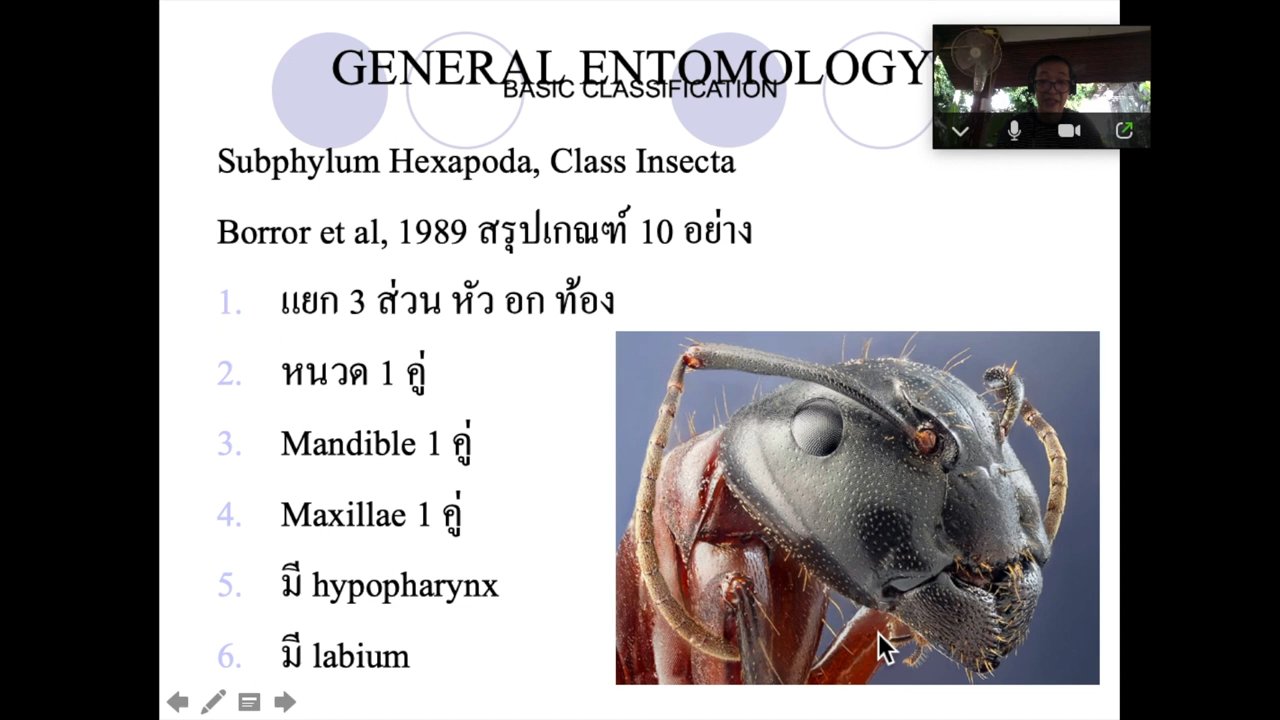 GENERAL ENTOMOLOGY
BASIC CLASSIFICATION
Subphylum Hexapoda, Class Insecta
Borror et al, 1989 สรุปเกณฑ์ 10 อย่าง
1. แยก 3 ส่วน หัว อก ท้อง
2. หนวด 1 คู่
3. Mandible 1 คู่
4. Maxillae 1 คู่
5. มี hypopharynx
6. มี labium